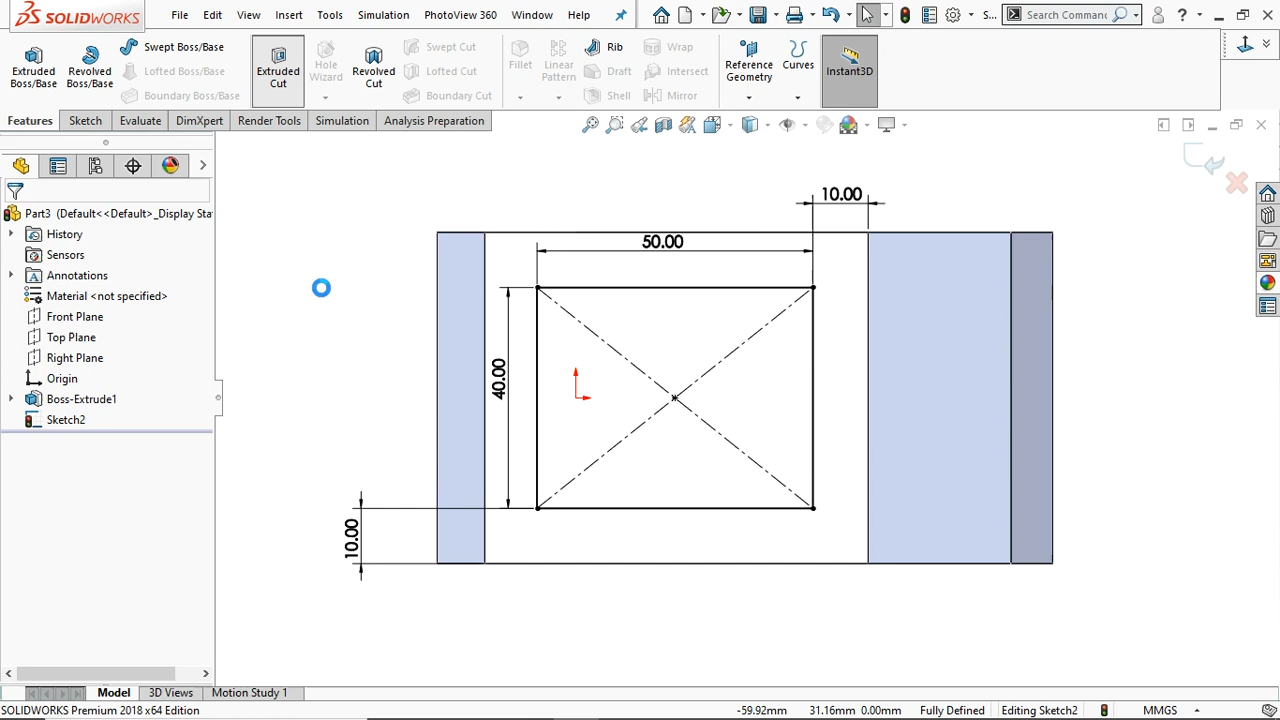 SOLIDWORKS
File Edit View Insert Tools Simulation PhotoView 360 Window Help
S... Search Commanc
Extruded Boss/Base
Revolved Boss/Base
Swept Boss/Base
Lofted Boss/Base
Boundary Boss/Base
Extruded Cut
Hole Wizard
Revolved Cut
Swept Cut
Lofted Cut
Boundary Cut
Fillet
Linear Pattern
Rib
Draft
Shell
Wrap
Intersect
Mirror
Reference Geometry
Curves
Instant3D
Features Sketch Evaluate DimXpert Render Tools Simulation Analysis Preparation
Part3 (Default<<Default>_Display Sta
History
Sensors
Annotations
Material <not specified>
Front Plane
Top Plane
Right Plane
Origin
Boss-Extrude1
Sketch2
10.00
50.00
40.00
10.00
Model 3D Views Motion Study 1
SOLIDWORKS Premium 2018 x64 Edition
-59.92mm 31.16mm 0.00mm Fully Defined Editing Sketch2 MMGS